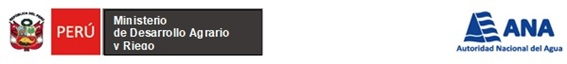 PERÚ
Ministerio
de Desarrollo Agrario
y Riego
ANA
Autoridad Nacional del Agua